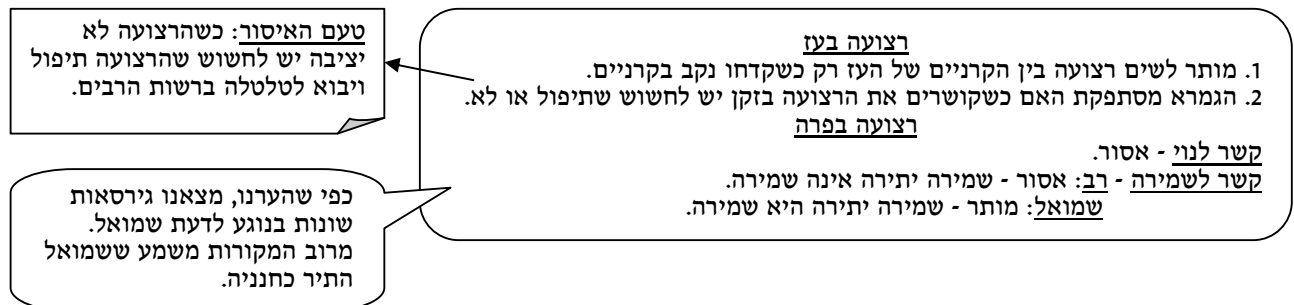 רצועה בעז
1. מותר לשים רצועה בין הקרניים של העז רק כשקדחו נקב בקרניים.
2. הגמרא מסתפקת האם כשקושרים את הרצועה בזקן יש לחשוש שתיפול או לא.
רצועה בפרה
קשר לנוי - אסור.
קשר לשמירה - רב: אסור - שמירה יתירה אינה שמירה.
שמואל: מותר - שמירה יתירה היא שמירה.
טעם האיסור: כשהרצועה לא
יציבה יש לחשוש שהרצועה תיפול
ויבוא לטלטלה ברשות הרבים.
כפי שהערנו, מצאנו גירסאות
שונות בנוגע לדעת שמואל.
מרוב המקורות משמע ששמואל
התיר כחנניה.